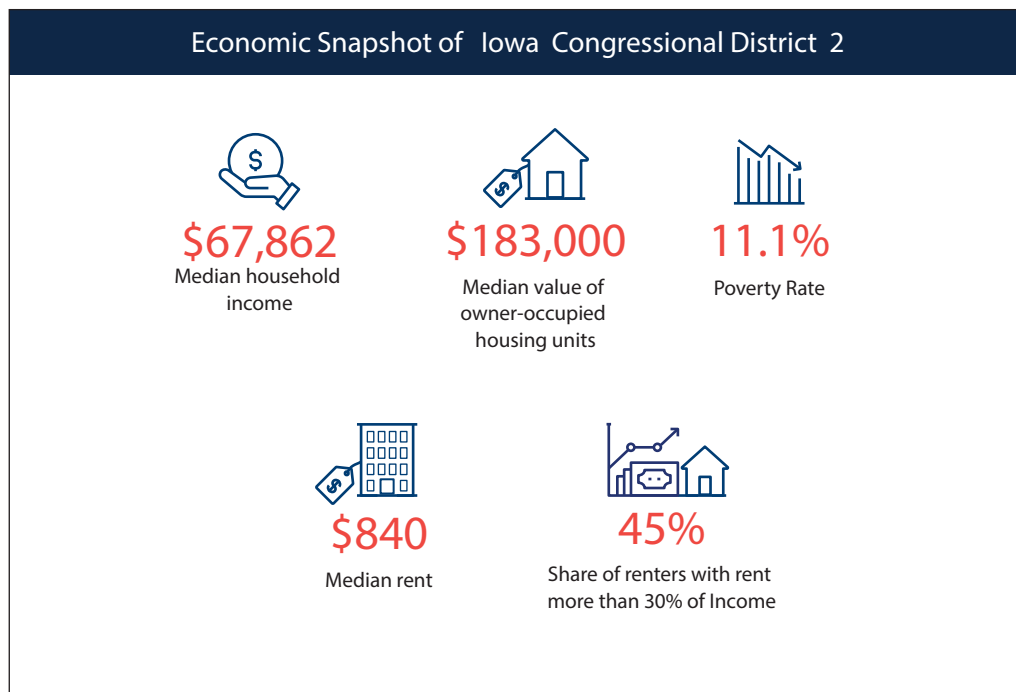 Economic Snapshot of Iowa Congressional District 2
$
$67,862
Median household
income
$
$183,000
Median value of
owner-occupied
housing units
11.1%
Poverty Rate
$
$840
Median rent
45%
Share of renters with rent
more than 30% of Income